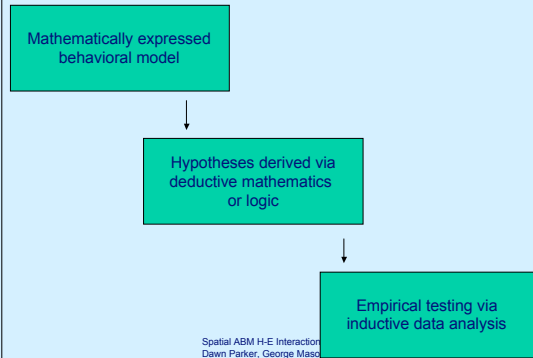 Mathematically expressed
behavioral model
Hypotheses derived via
deductive mathematics
or logic
Empirical testing via
inductive data analysis
Spatial ABM H-E Interaction
Dawn Parker, George